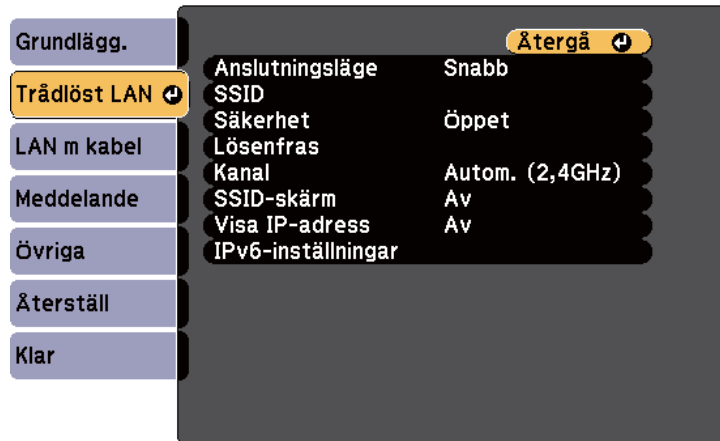 Grundlägg.
Trådlöst LAN
LAN m kabel
Meddelande
Övriga
Återställ
Klar
Återgå
Anslutningsläge Snabb
SSID
Säkerhet Öppet
Lösenfras
Kanal Autom. (2,4GHz)
SSID-skärm Av
Visa IP-adress Av
IPv6-inställningar